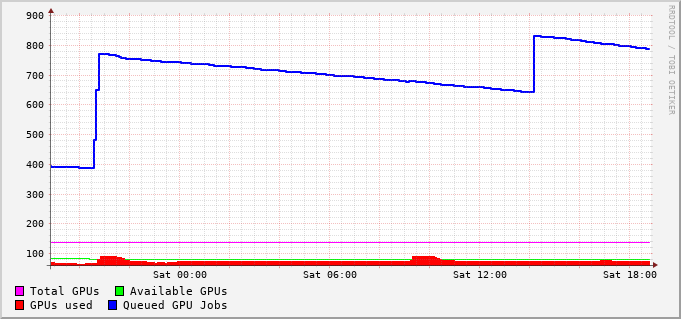 900
800
700
600
500
400
300
200
100
Sat 00:00 Sat 06:00 Sat 12:00 Sat 18:00
Total GPUs Available GPUs
GPUs used Queued GPU Jobs
RRDTOOL / TOBI OETIKER